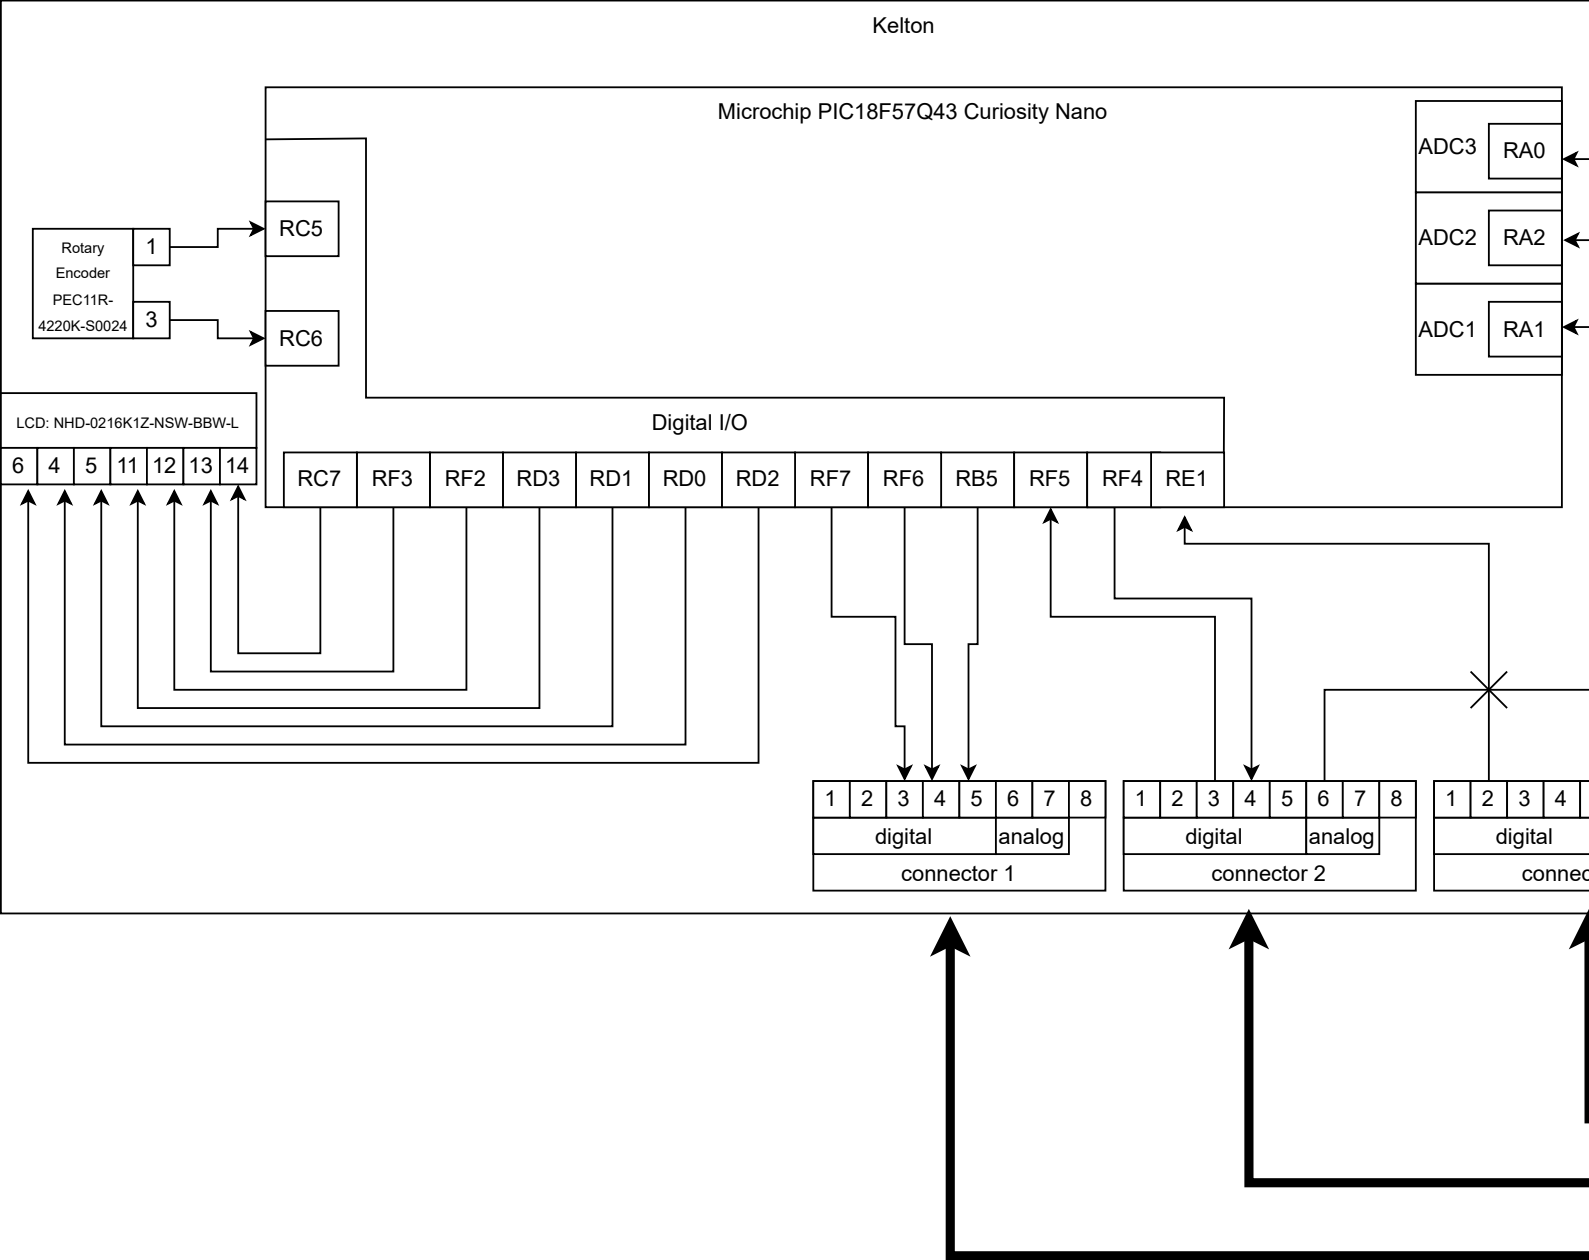 Kelton
Microchip PIC18F57Q43 Curiosity Nano
ADC3 RA0
ADC2 RA2
ADC1 RA1
RC5
RC6
Rotary
Encoder
PEC11R-
4220K-S0024
1
3
LCD: NHD-0216K1Z-NSW-BBW-L
6 4 5 11 12 13 14
Digital I/O
RC7 RF3 RF2 RD3 RD1 RD0 RD2 RF7 RF6 RB5 RF5 RF4 RE1
1 2 3 4 5 6 7 8
digital analog
connector 1
1 2 3 4 5 6 7 8
digital analog
connector 2
1 2 3 4
digital
connec